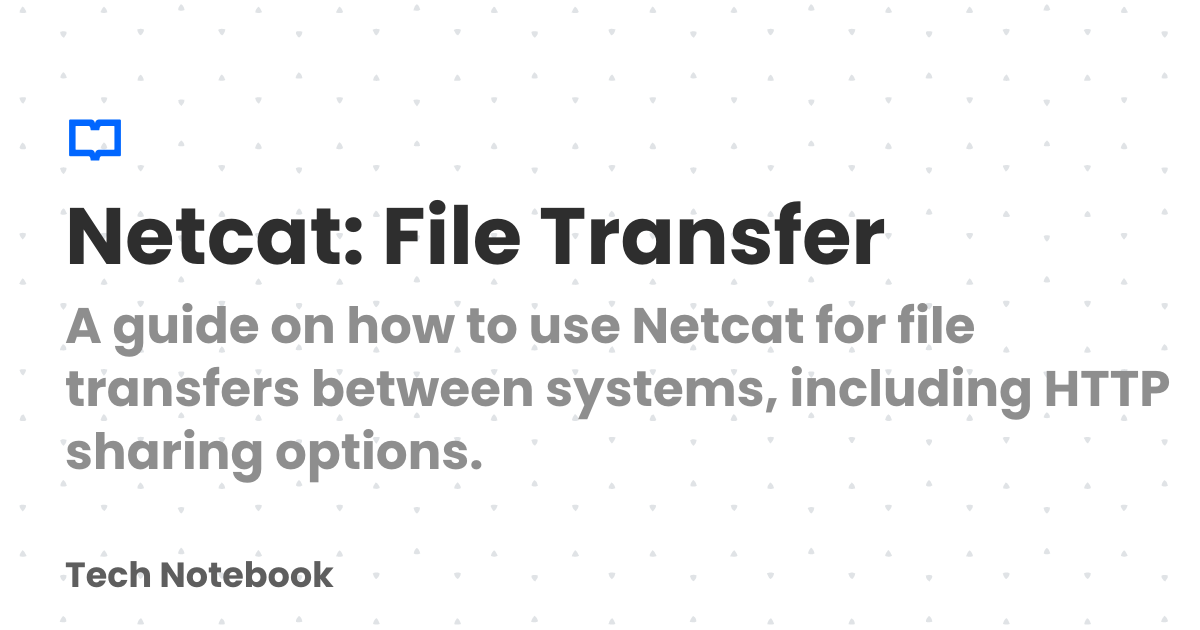 Netcat: File Transfer
A guide on how to use Netcat for file
transfers between systems, including HTTP
sharing options.
Tech Notebook